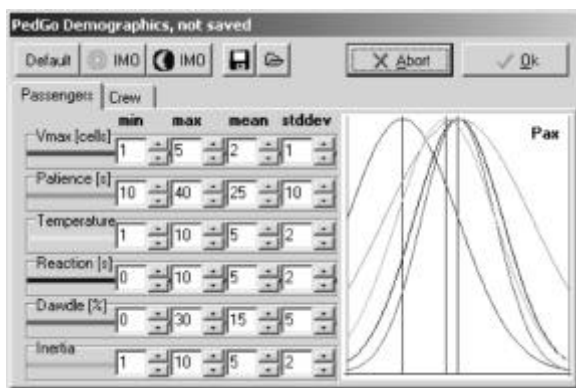 PedGo Demographics, not saved
Default IMO IMO Abort Ok
Passengers Crew
min max mean stddev
Vmax [cells] 1 5 2 1
Patience [s] 10 40 25 10
Temperature 1 10 5 2
Reaction [s] 0 10 5 2
Dawdle [%] 0 30 15 5
Inertia 1 10 5 2
Pax